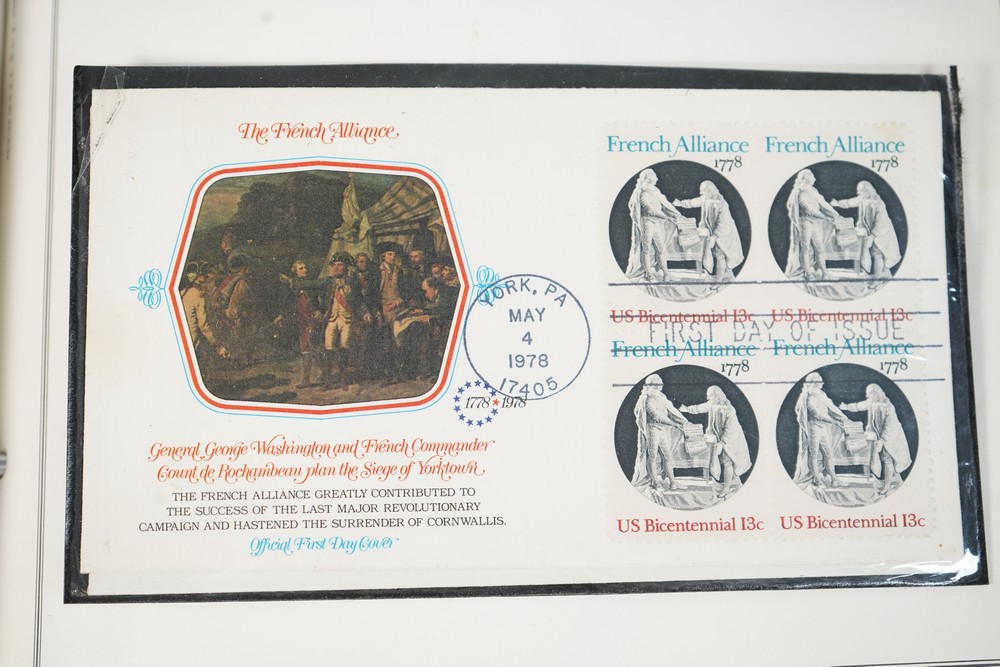 The French Alliance
General George Washington and French Commander
Count de Rochambeau plan the Siege of Yorktown
THE FRENCH ALLIANCE GREATLY CONTRIBUTED TO
THE SUCCESS OF THE LAST MAJOR REVOLUTIONARY
CAMPAIGN AND HASTENED THE SURRENDER OF CORNWALLIS.
Official First Day Cover
1778 1978
YORK, PA
MAY
4
1978
17405
French Alliance
1778
US Bicentennial 13c
French Alliance
1778
US Bicentennial 13c
FIRST DAY OF ISSUE
French Alliance
1778
US Bicentennial 13c
French Alliance
1778
US Bicentennial 13c